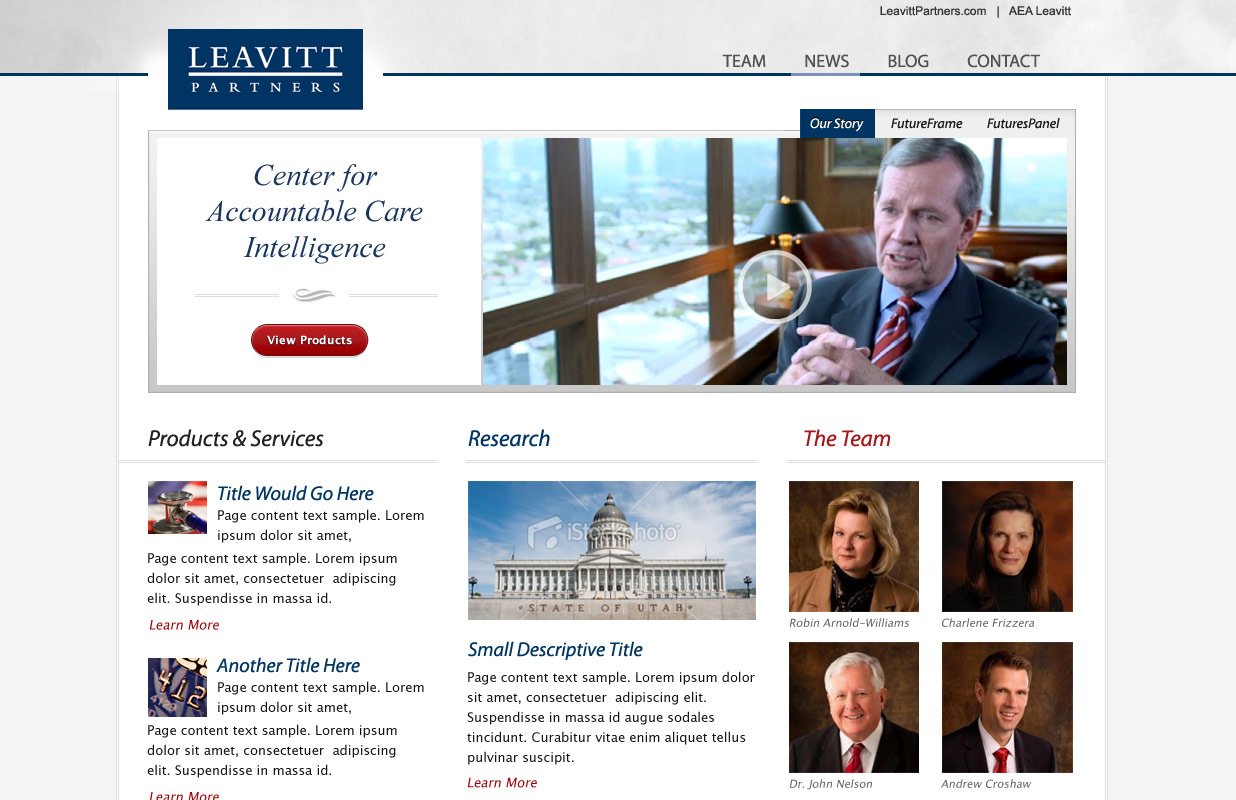 LeavittPartners.com | AEA Leavitt
LEAVITT
PARTNERS
TEAM NEWS BLOG CONTACT
Our Story FutureFrame FuturesPanel
Center for
Accountable Care
Intelligence
View Products
Products & Services
Title Would Go Here
Page content text sample. Lorem
ipsum dolor sit amet,
Page content text sample. Lorem ipsum
dolor sit amet, consectetuer adipiscing
elit. Suspendisse in massa id.
Learn More
412
Another Title Here
Page content text sample. Lorem
ipsum dolor sit amet,
Page content text sample. Lorem ipsum
dolor sit amet, consectetuer adipiscing
elit. Suspendisse in massa id.
Learn More
Research
iStockphoto
STATE OF UTAH
Small Descriptive Title
Page content text sample. Lorem ipsum dolor
sit amet, consectetuer adipiscing elit.
Suspendisse in massa id augue sodales
tincidunt. Curabitur vitae enim aliquet tellus
pulvinar suscipit.
Learn More
The Team
Robin Arnold-Williams
Charlene Frizzera
Dr. John Nelson
Andrew Croshaw